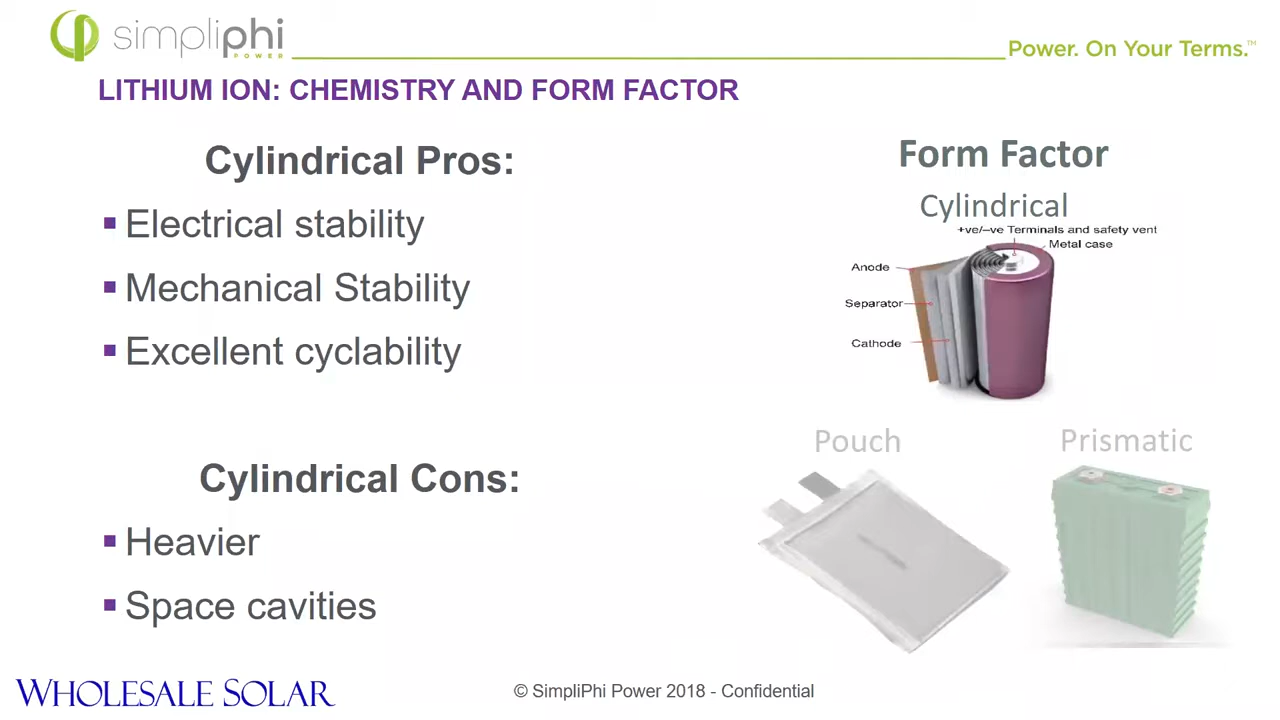 simpliphi
POWER
Power. On Your Terms.™
LITHIUM ION: CHEMISTRY AND FORM FACTOR
Cylindrical Pros:
▪ Electrical stability
▪ Mechanical Stability
▪ Excellent cyclability
Cylindrical Cons:
▪ Heavier
▪ Space cavities
Form Factor
Cylindrical
+ve/–ve Terminals and safety vent
Metal case
Anode
Separator
Cathode
Pouch
Prismatic
WHOLESALE SOLAR
© SimpliPhi Power 2018 - Confidential